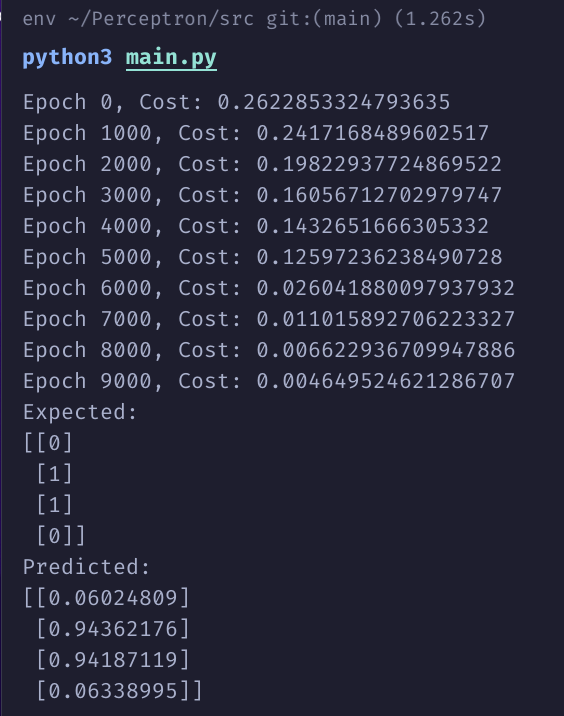 env ~/Perceptron/src git:(main) (1.262s)
python3 main.py
Epoch 0, Cost: 0.2622853324793635
Epoch 1000, Cost: 0.2417168489602517
Epoch 2000, Cost: 0.19822937724869522
Epoch 3000, Cost: 0.16056712702979747
Epoch 4000, Cost: 0.1432651666305332
Epoch 5000, Cost: 0.12597236238490728
Epoch 6000, Cost: 0.026041880097937932
Epoch 7000, Cost: 0.011015892706223327
Epoch 8000, Cost: 0.006622936709947886
Epoch 9000, Cost: 0.004649524621286707
Expected:
[[0]
 [1]
 [1]
 [0]]
Predicted:
[[0.06024809]
 [0.94362176]
 [0.94187119]
 [0.06338995]]